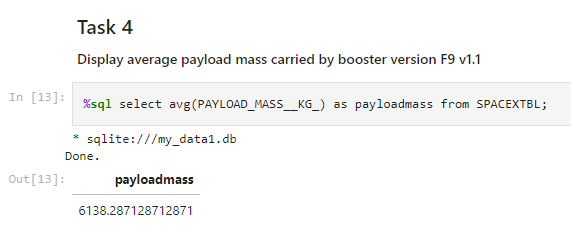 Task 4
Display average payload mass carried by booster version F9 v1.1
In [13]: %sql select avg(PAYLOAD_MASS__KG_) as payloadmass from SPACEXTBL;
* sqlite:///my_data1.db
Done.
Out[13]: payloadmass
6138.287128712871